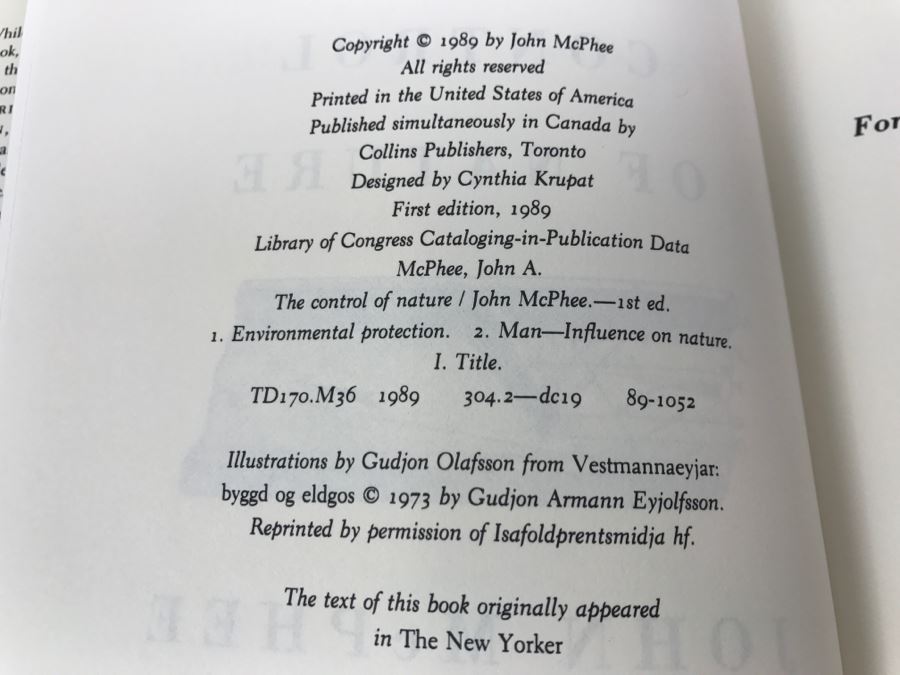 Copyright © 1989 by John McPhee
All rights reserved
Printed in the United States of America
Published simultaneously in Canada by
Collins Publishers, Toronto
Designed by Cynthia Krupat
First edition, 1989
Library of Congress Cataloging-in-Publication Data
McPhee, John A.
The control of nature / John McPhee.—1st ed.
1. Environmental protection. 2. Man—Influence on nature.
I. Title.
TD170.M36 1989 304.2—dc19 89-1052
Illustrations by Gudjon Olafsson from Vestmannaeyjar:
byggd og eldgos © 1973 by Gudjon Armann Eyjolfsson.
Reprinted by permission of Isafoldprentsmidja hf.
The text of this book originally appeared
in The New Yorker